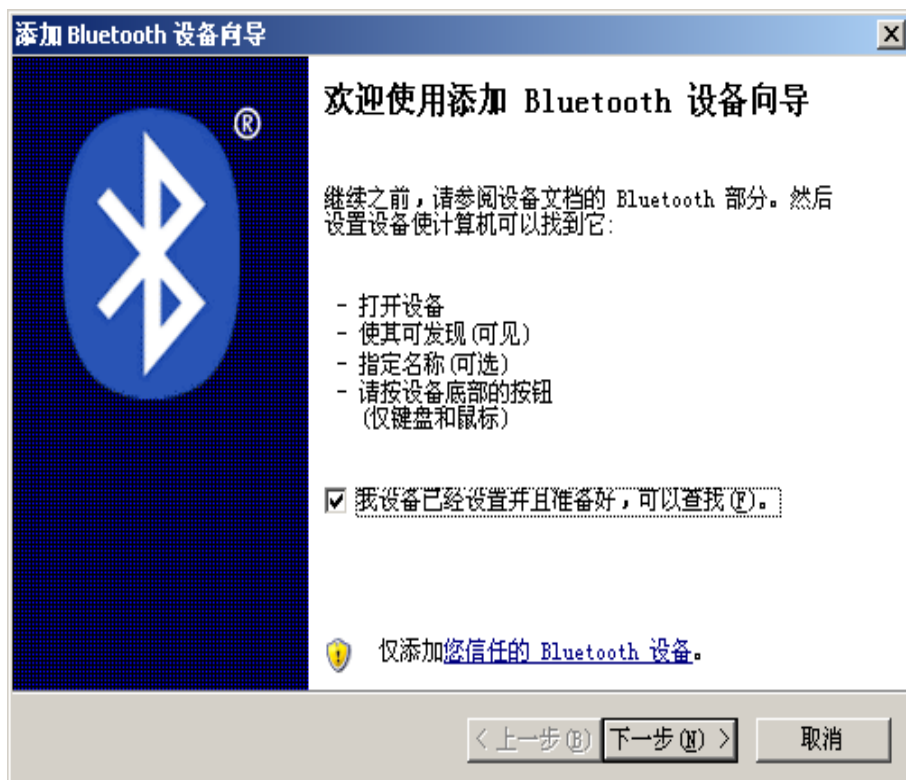 添加 Bluetooth 设备向导
®
欢迎使用添加 Bluetooth 设备向导
继续之前，请参阅设备文档的 Bluetooth 部分。然后
设置设备使计算机可以找到它:
- 打开设备
- 使其可发现(可见)
- 指定名称(可选)
- 请按设备底部的按钮
(仅键盘和鼠标)
我设备已经设置并且准备好，可以查找(F)。
仅添加您信任的 Bluetooth 设备。
< 上一步(B) 下一步(N) > 取消